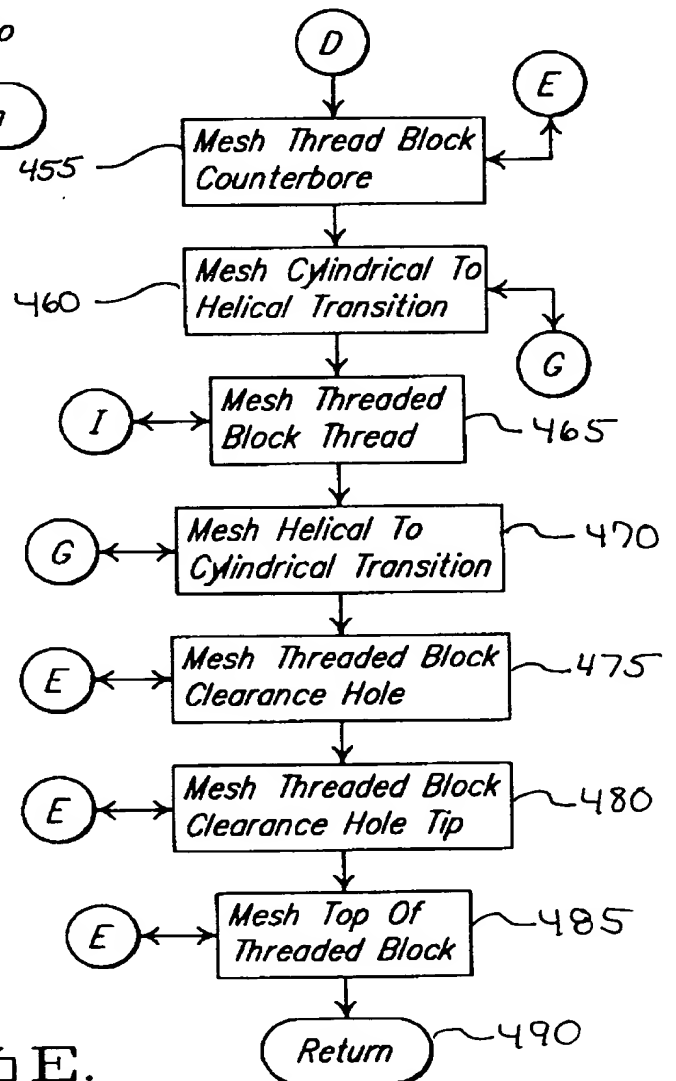 D
E
Mesh Thread Block
Counterbore
455
Mesh Cylindrical To
Helical Transition
460
G
Mesh Threaded
Block Thread
I
465
Mesh Helical To
Cylindrical Transition
G
470
Mesh Threaded Block
Clearance Hole
E
475
Mesh Threaded Block
Clearance Hole Tip
E
480
Mesh Top Of
Threaded Block
E
485
Return
490
E.